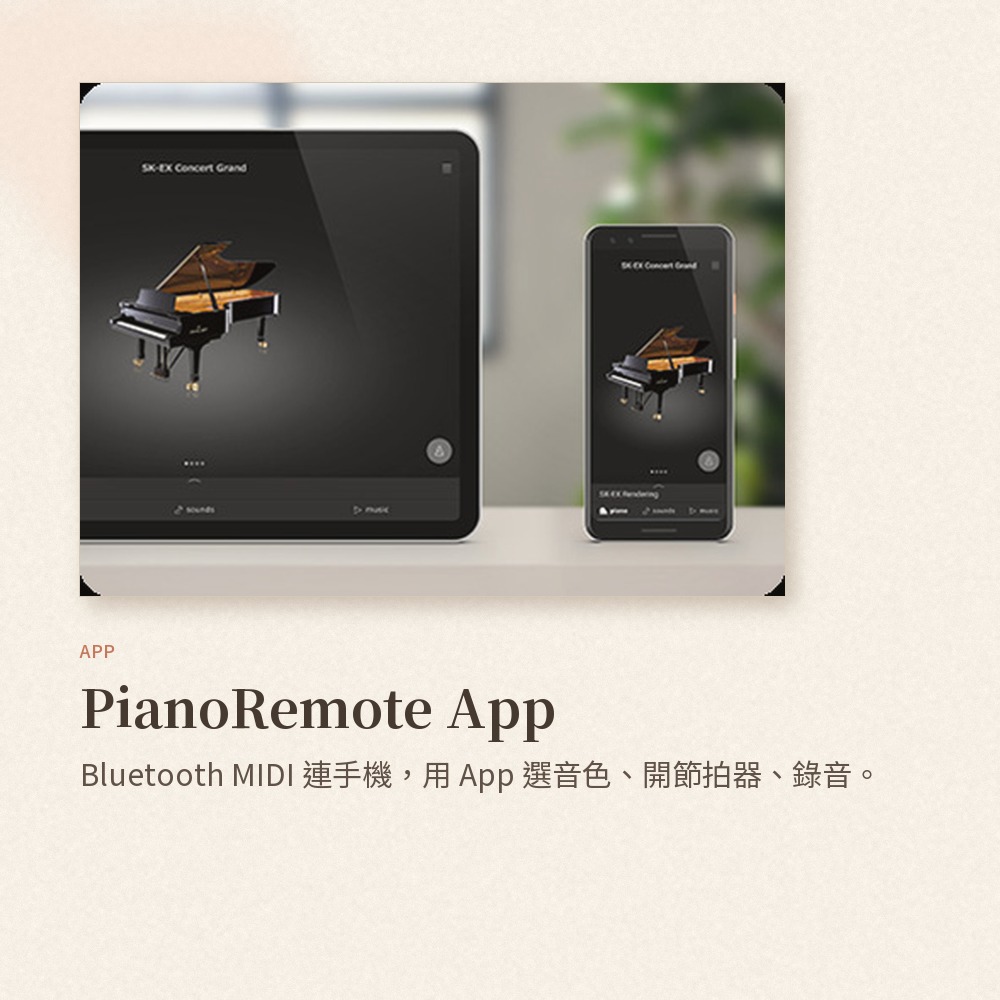 SK-EX Concert Grand
sounds
music
SK-EX Concert Grand
SK-EX Rendering
piano
sounds
music
APP
PianoRemote App
Bluetooth MIDI 連手機，用 App 選音色、開節拍器、錄音。